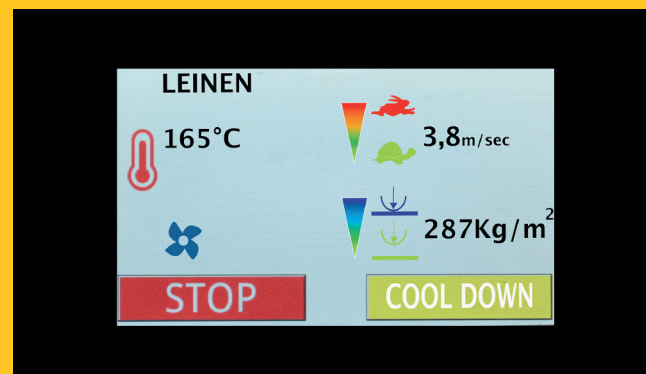 LEINEN
165°C
3,8m/sec
287Kg/m²
STOP
COOL DOWN